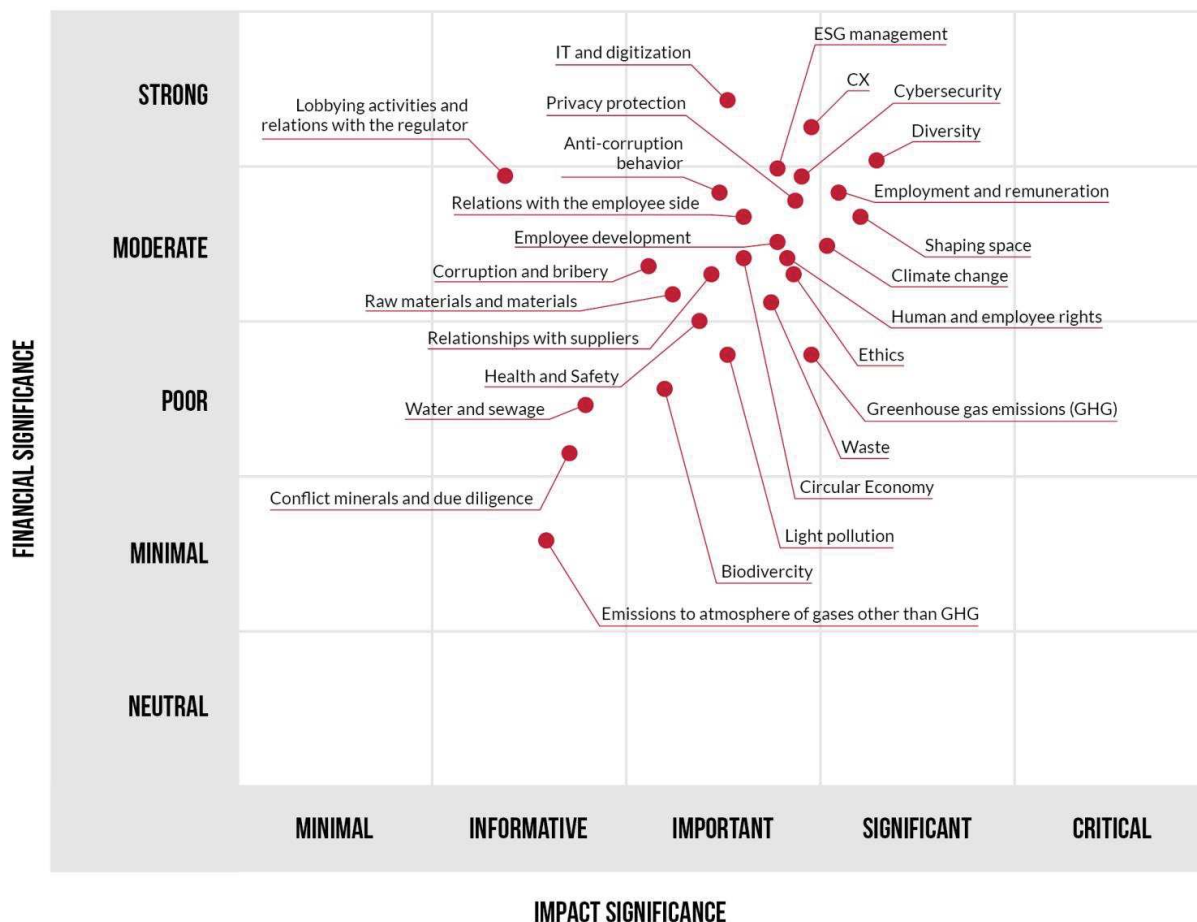 ESG management
IT and digitization
CX
STRONG
Privacy protection
Cybersecurity
Lobbying activities and
relations with the regulator
Diversity
Anti-corruption
behavior
Employment and remuneration
Relations with the employee side
Employee development
MODERATE
Shaping space
Corruption and bribery
Climate change
Raw materials and materials
Human and employee rights
Relationships with suppliers
Ethics
FINANCIAL SIGNIFICANCE
Health and Safety
POOR
Water and sewage
Greenhouse gas emissions (GHG)
Waste
Circular Economy
Conflict minerals and due diligence
Light pollution
MINIMAL
Biodivercity
Emissions to atmosphere of gases other than GHG
NEUTRAL
MINIMAL
INFORMATIVE
IMPORTANT
SIGNIFICANT
CRITICAL
IMPACT SIGNIFICANCE